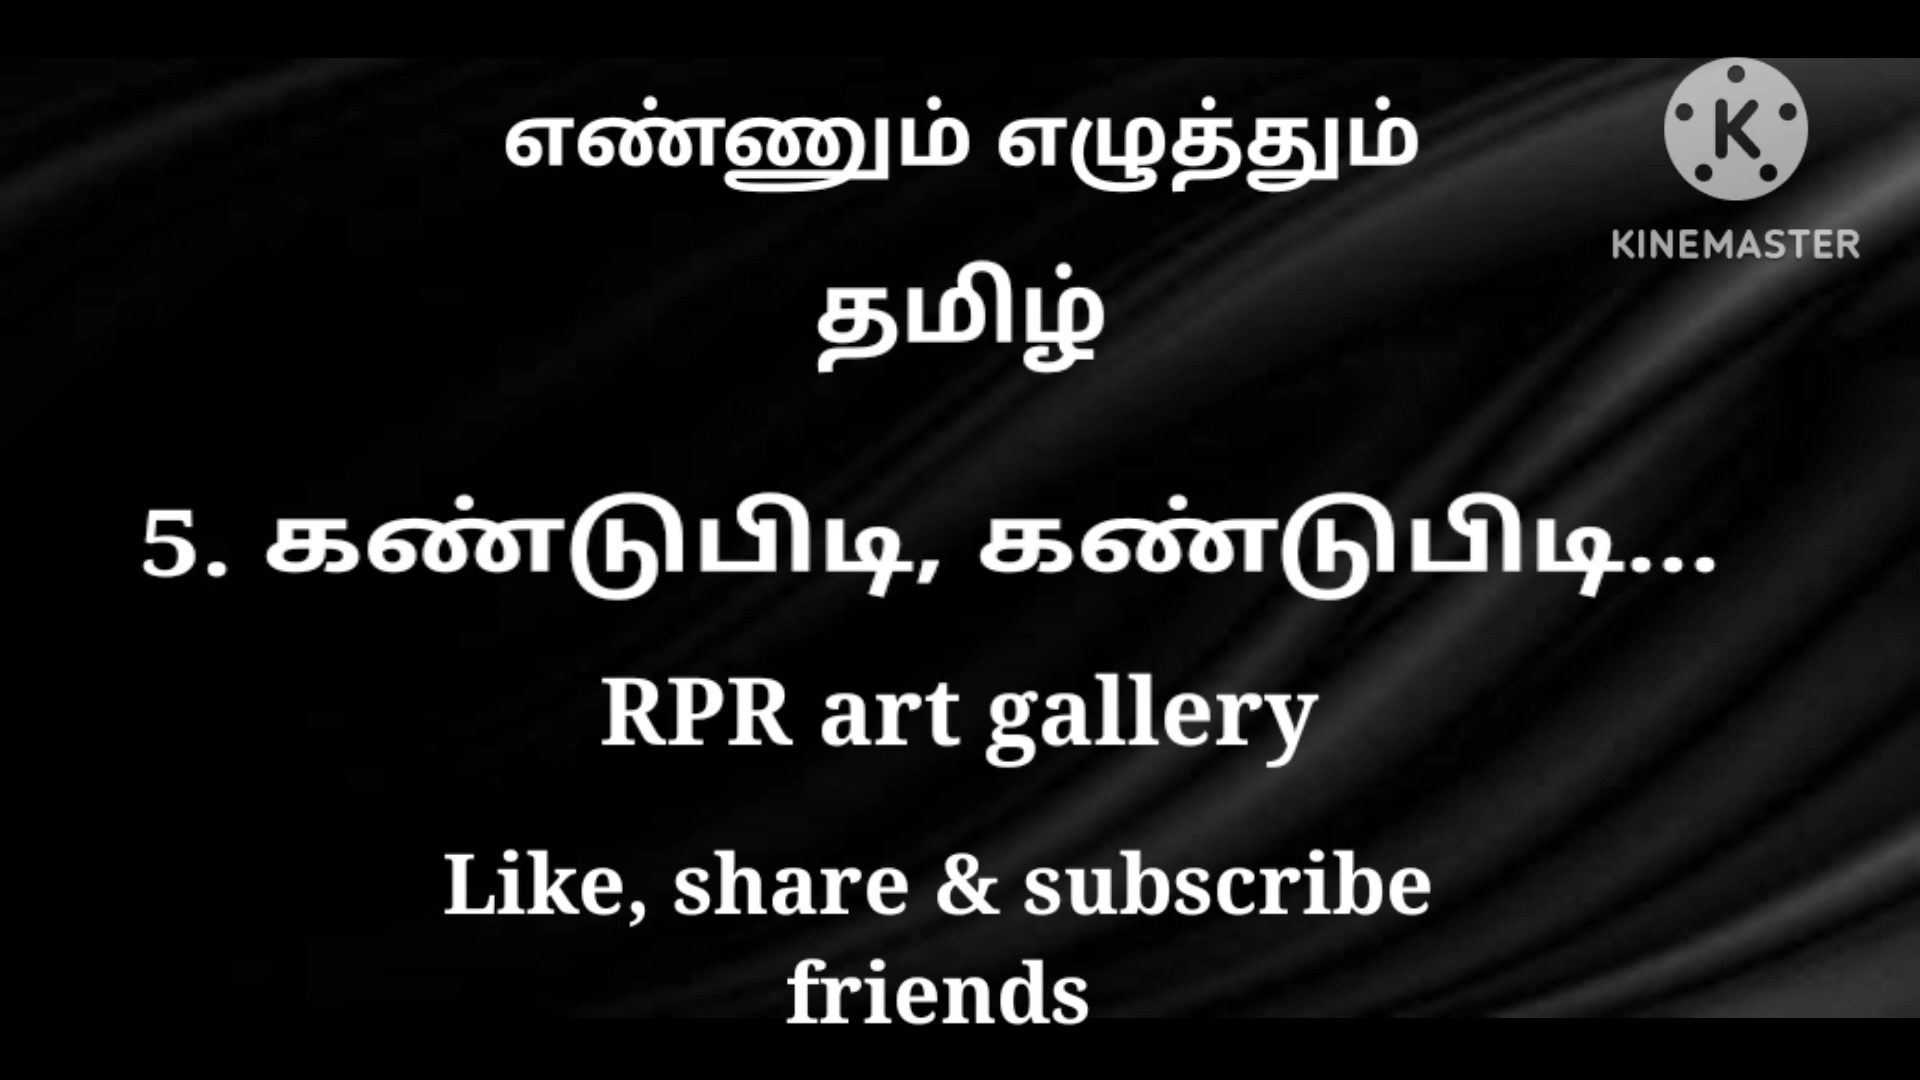 எண்ணும் எழுத்தும்
K
KINEMASTER
தமிழ்
5. கண்டுபிடி, கண்டுபிடி...
RPR art gallery
Like, share & subscribe
friends